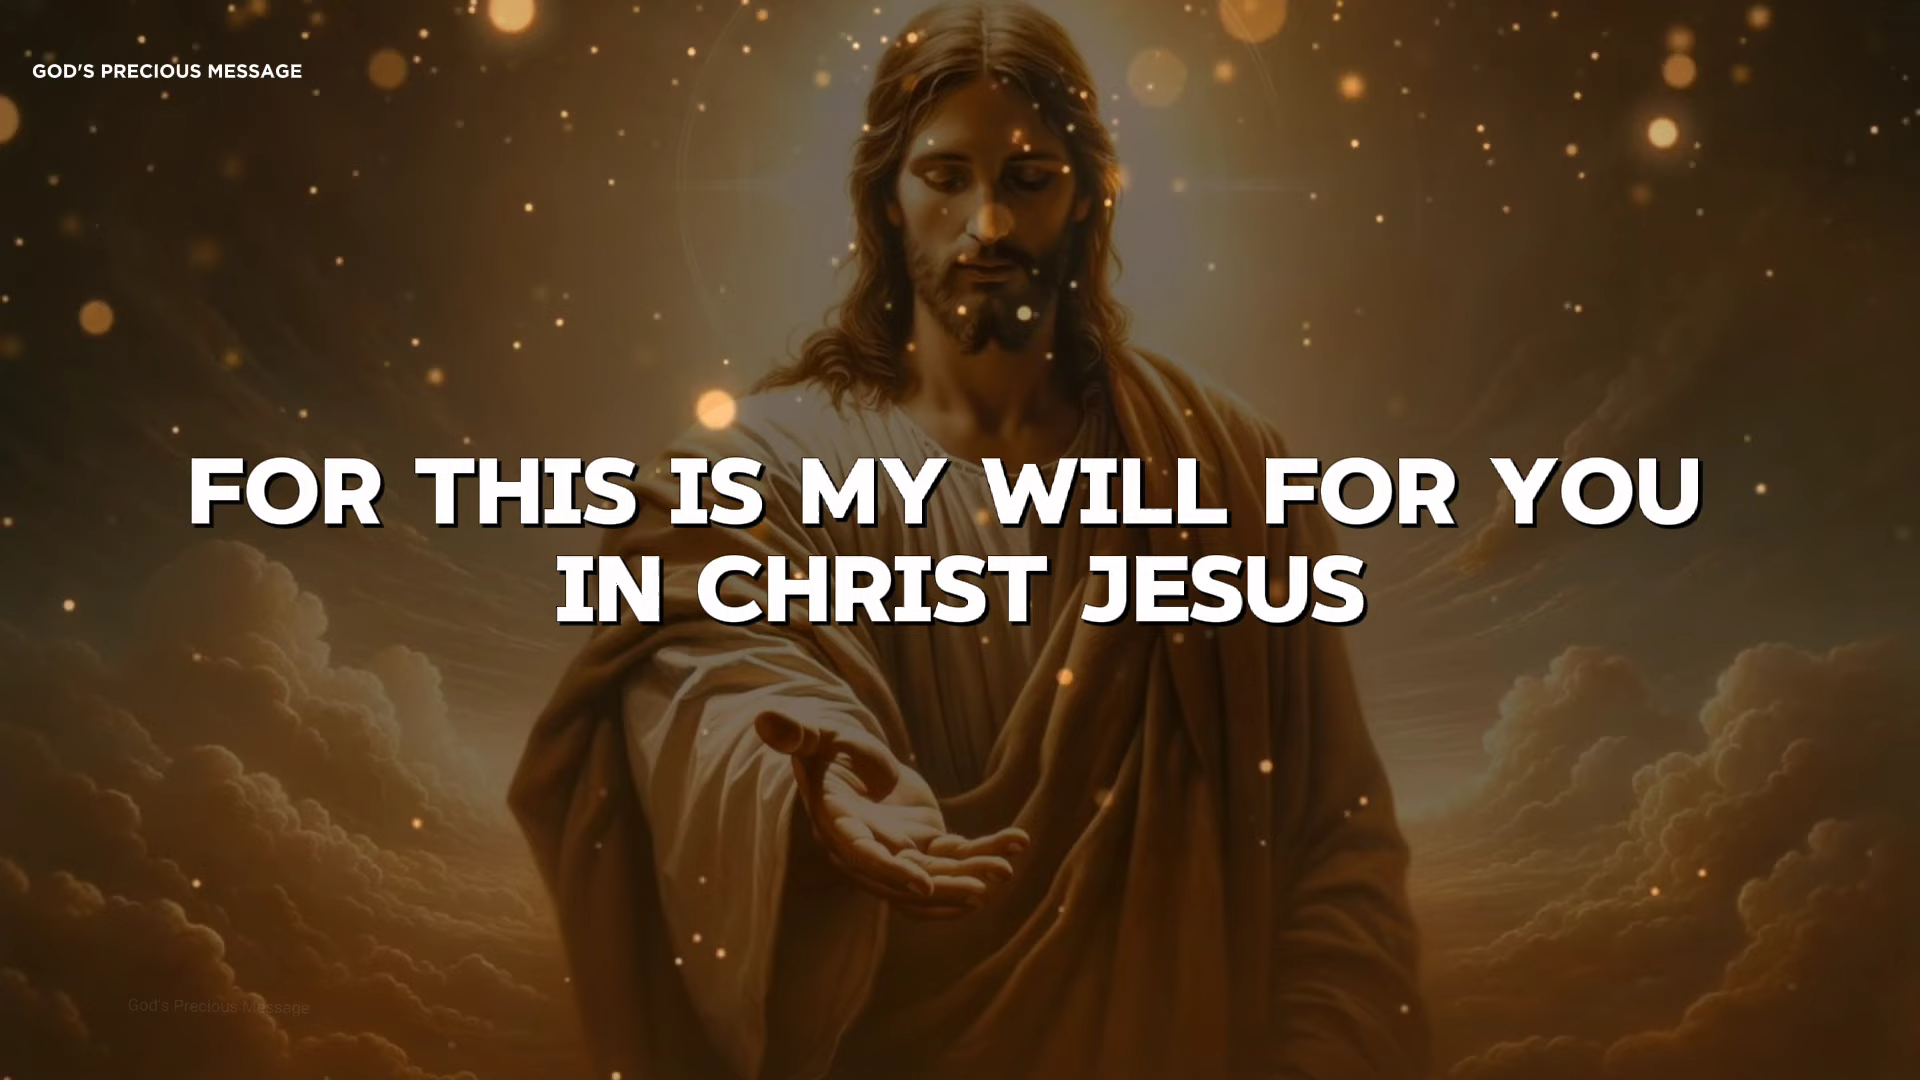 GOD'S PRECIOUS MESSAGE
FOR THIS IS MY WILL FOR YOU
IN CHRIST JESUS
God's Precious Message